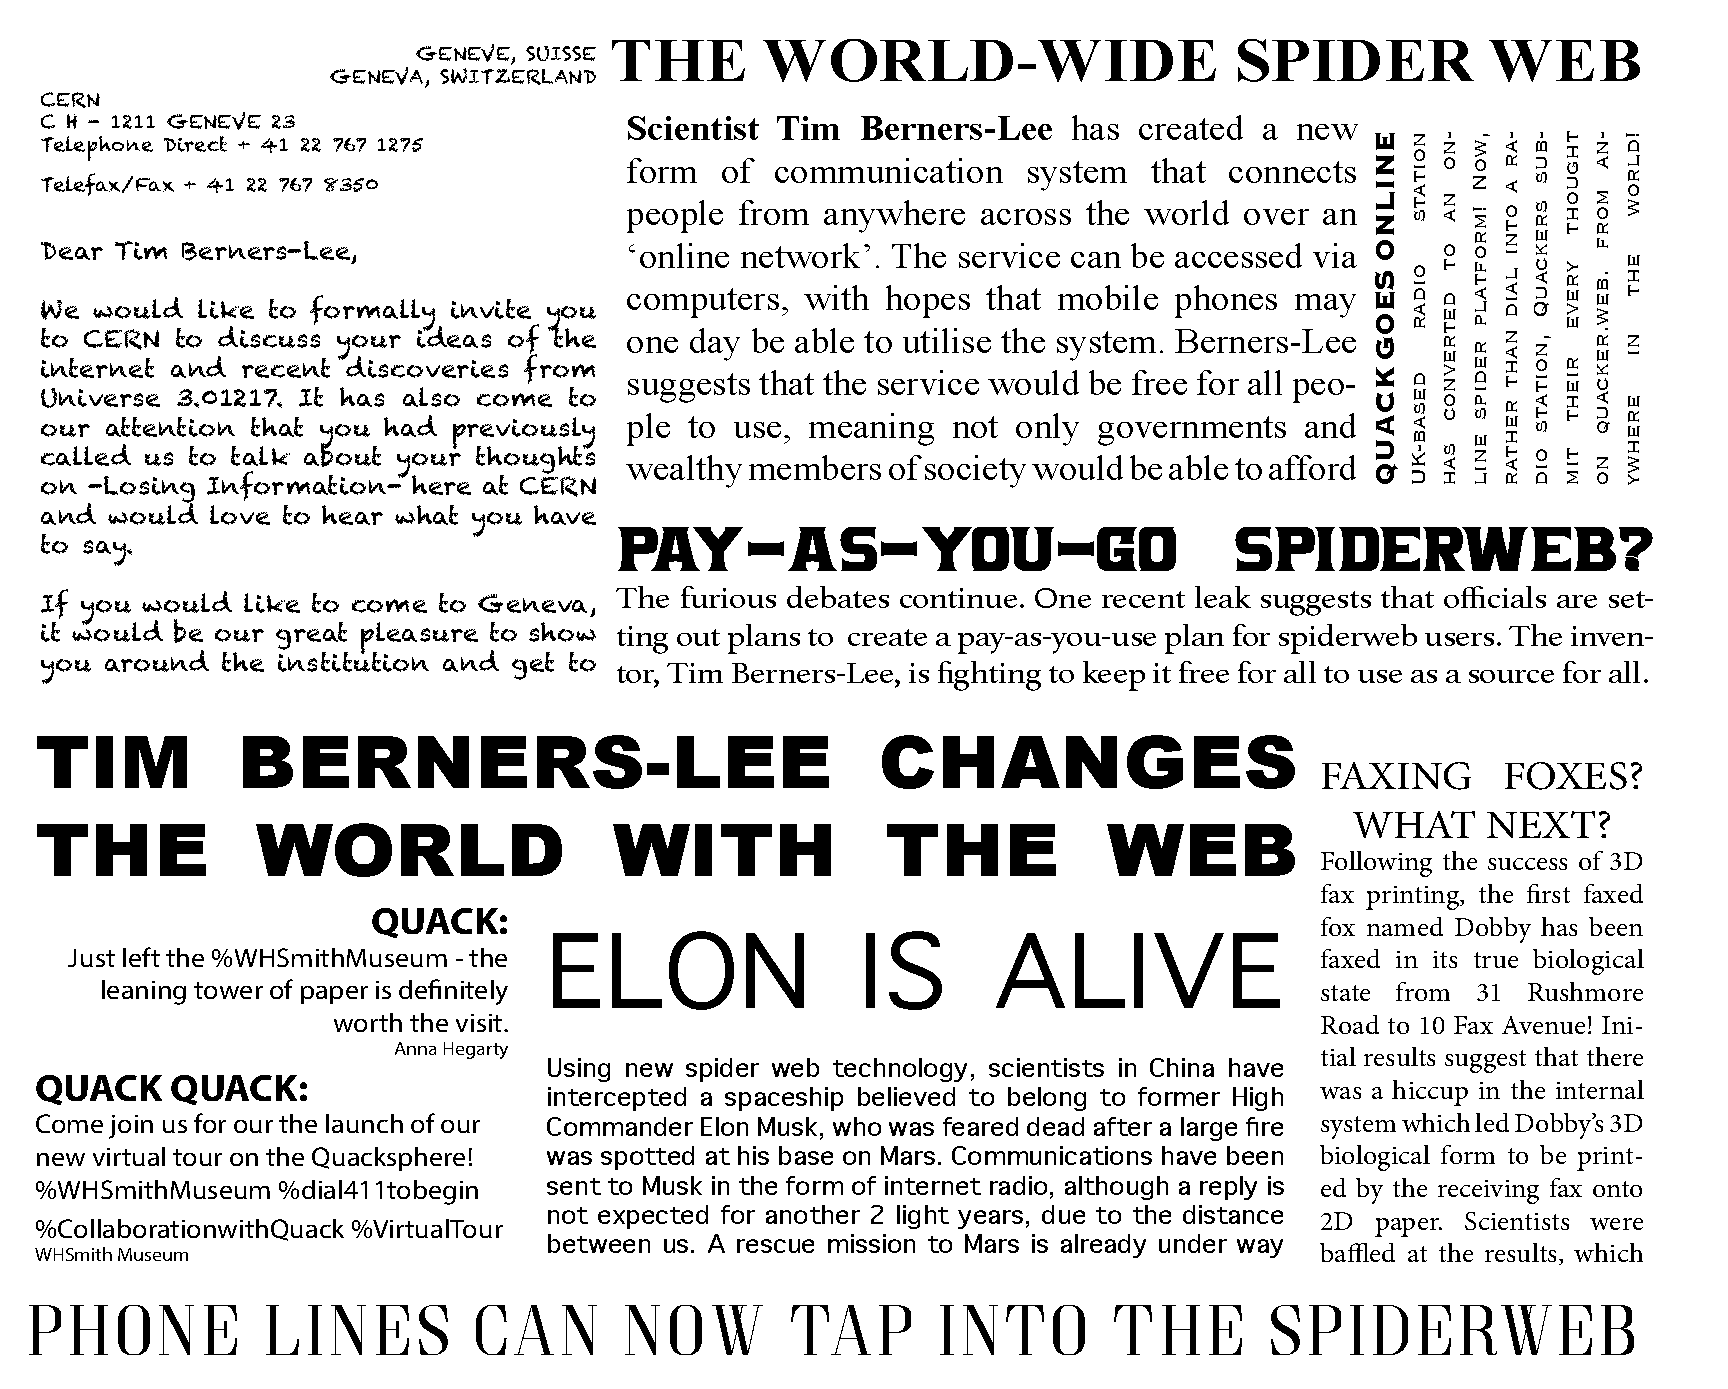 GENEVE, SUISSE
GENEVA, SWITZERLAND
CERN
C H - 1211 GENEVE 23
Telephone Direct + 41 22 767 1275
Telefax/Fax + 41 22 767 8350
Dear Tim Berners-Lee,
We would like to formally invite you
to CERN to discuss your ideas of the
internet and recent discoveries from
Universe 3.01217. It has also come to
our attention that you had previously
called us to talk about your thoughts
on -Losing Information- here at CERN
and would love to hear what you have
to say.
If you would like to come to Geneva,
it would be our great pleasure to show
you around the institution and get to
THE WORLD-WIDE SPIDER WEB
Scientist Tim Berners-Lee has created a new
form of communication system that connects
people from anywhere across the world over an
‘online network’. The service can be accessed via
computers, with hopes that mobile phones may
one day be able to utilise the system. Berners-Lee
suggests that the service would be free for all peo-
ple to use, meaning not only governments and
wealthy members of society would be able to afford
QUACK GOES ONLINE
UK-BASED RADIO STATION
HAS CONVERTED TO AN ON-
LINE SPIDER PLATFORM! NOW,
RATHER THAN DIAL INTO A RA-
DIO STATION, QUACKERS SUB-
MIT THEIR EVERY THOUGHT
ON QUACKER.WEB. FROM AN-
YWHERE IN THE WORLD!
PAY-AS-YOU-GO SPIDERWEB?
The furious debates continue. One recent leak suggests that officials are set-
ting out plans to create a pay-as-you-use plan for spiderweb users. The inven-
tor, Tim Berners-Lee, is fighting to keep it free for all to use as a source for all.
TIM BERNERS-LEE CHANGES
THE WORLD WITH THE WEB
QUACK:
Just left the %WHSmithMuseum - the
leaning tower of paper is definitely
worth the visit.
Anna Hegarty
QUACK QUACK:
Come join us for our the launch of our
new virtual tour on the Quacksphere!
%WHSmithMuseum %dial411tobegin
%CollaborationwithQuack %VirtualTour
WHSmith Museum
ELON IS ALIVE
Using new spider web technology, scientists in China have
intercepted a spaceship believed to belong to former High
Commander Elon Musk, who was feared dead after a large fire
was spotted at his base on Mars. Communications have been
sent to Musk in the form of internet radio, although a reply is
not expected for another 2 light years, due to the distance
between us. A rescue mission to Mars is already under way
FAXING FOXES?
WHAT NEXT?
Following the success of 3D
fax printing, the first faxed
fox named Dobby has been
faxed in its true biological
state from 31 Rushmore
Road to 10 Fax Avenue! Ini-
tial results suggest that there
was a hiccup in the internal
system which led Dobby’s 3D
biological form to be print-
ed by the receiving fax onto
2D paper. Scientists were
baffled at the results, which
PHONE LINES CAN NOW TAP INTO THE SPIDERWEB